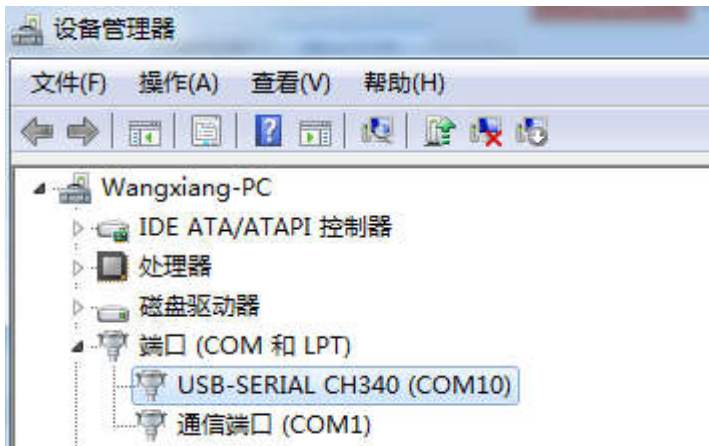 设备管理器
文件(F) 操作(A) 查看(V) 帮助(H)
Wangxiang-PC
IDE ATA/ATAPI 控制器
处理器
磁盘驱动器
端口 (COM 和 LPT)
USB-SERIAL CH340 (COM10)
通信端口 (COM1)